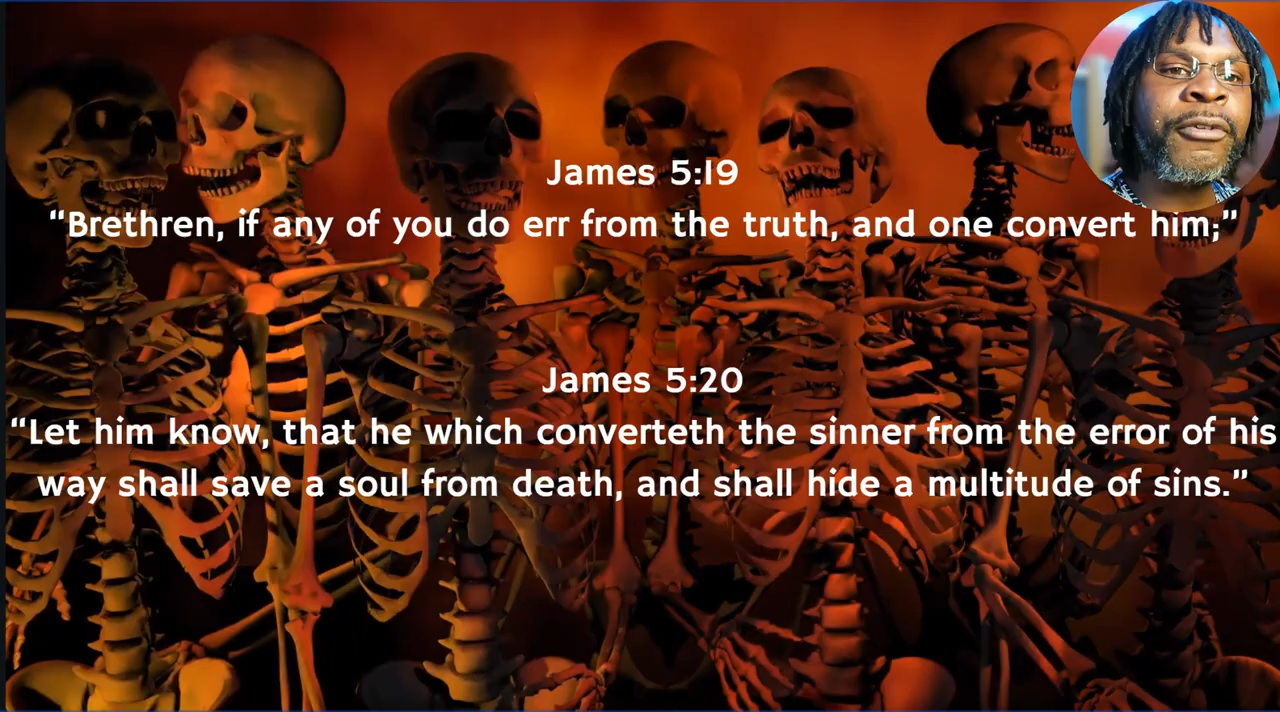 James 5:19
“Brethren, if any of you do err from the truth, and one convert him;”
James 5:20
“Let him know, that he which converteth the sinner from the error of his
way shall save a soul from death, and shall hide a multitude of sins.”